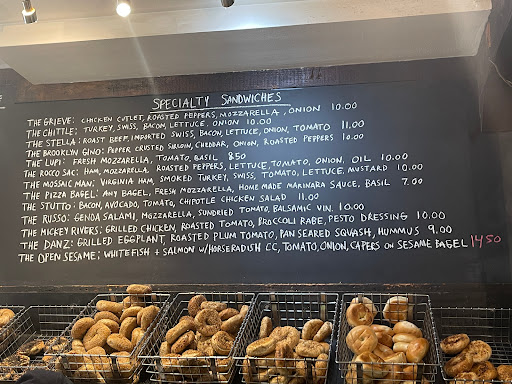 SPECIALTY SANDWICHES
THE GRIEVE: CHICKEN CUTLET, ROASTED PEPPERS, MOZZARELLA, ONION 10.00
THE CHITTLE: TURKEY, SWISS, BACON, LETTUCE, ONION 10.00
THE STELLA: ROAST BEEF, IMPORTED SWISS, BACON, LETTUCE, ONION, TOMATO 11.00
THE BROOKLYN GINO: PEPPER CRUSTED SIRLOIN, CHEDDAR, ONION, ROASTED PEPPERS 10.00
THE LUPI: FRESH MOZZARELLA, TOMATO, BASIL 8.50
THE ROCCO SAC: HAM, MOZZARELLA, ROASTED PEPPERS, LETTUCE, TOMATO, ONION, OIL 10.00
THE MOSAIC MAN: VIRGINIA HAM, SMOKED TURKEY, SWISS, TOMATO, LETTUCE, MUSTARD 10.00
THE PIZZA BAGEL: ANY BAGEL, FRESH MOZZARELLA, HOME MADE MARINARA SAUCE, BASIL 7.00
THE STUTTO: BACON, AVOCADO, TOMATO, CHIPOTLE CHICKEN SALAD 11.00
THE RUSSO: GENOA SALAMI, MOZZARELLA, SUNDRIED TOMATO, BALSAMIC VIN. 10.00
THE MICKEY RIVERS: GRILLED CHICKEN, ROASTED TOMATO, BROCCOLI RABE, PESTO DRESSING 10.00
THE DANZ: GRILLED EGGPLANT, ROASTED PLUM TOMATO, PAN SEARED SQUASH, HUMMUS 9.00
THE OPEN SESAME: WHITEFISH + SALMON W/HORSERADISH CC, TOMATO, ONION, CAPERS ON SESAME BAGEL 14.50